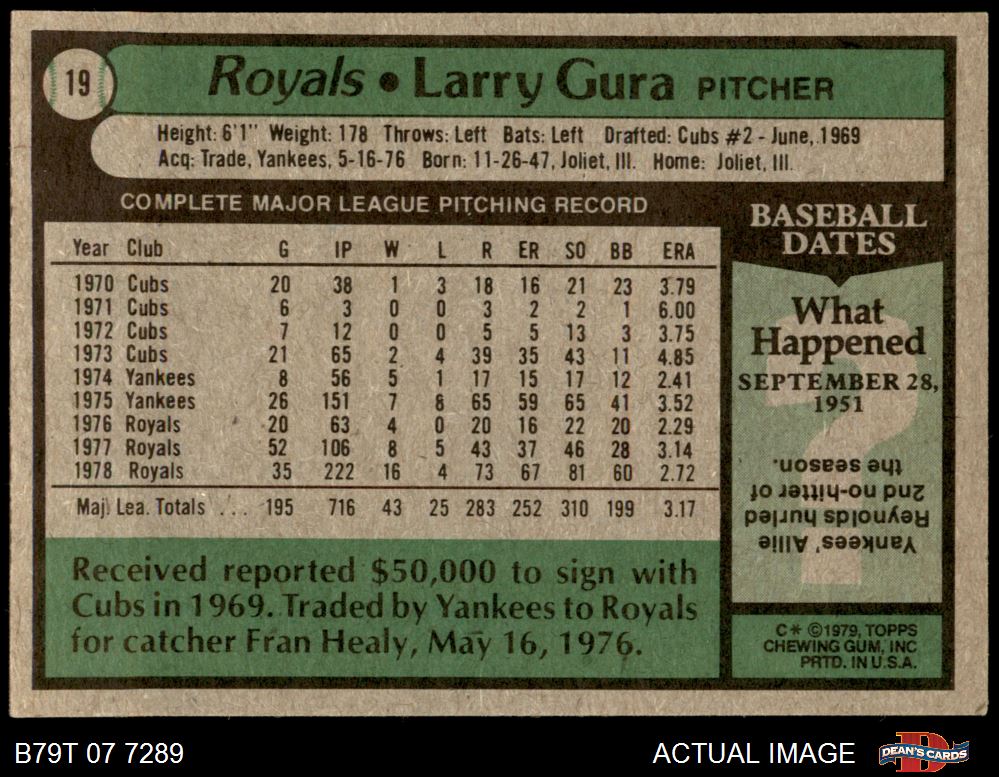 19
Royals • Larry Gura PITCHER
Height: 6'1" Weight: 178 Throws: Left Bats: Left Drafted: Cubs #2 - June, 1969
Acq: Trade, Yankees, 5-16-76 Born: 11-26-47, Joliet, Ill. Home: Joliet, Ill.
COMPLETE MAJOR LEAGUE PITCHING RECORD
Year Club G IP W L R ER SO BB ERA
1970 Cubs 20 38 1 3 18 16 21 23 3.79
1971 Cubs 6 3 0 0 3 2 2 1 6.00
1972 Cubs 7 12 0 0 5 5 13 3 3.75
1973 Cubs 21 65 2 4 39 35 43 11 4.85
1974 Yankees 8 56 5 1 17 15 17 12 2.41
1975 Yankees 26 151 7 8 65 59 65 41 3.52
1976 Royals 20 63 4 0 20 16 22 20 2.29
1977 Royals 52 106 8 5 43 37 46 28 3.14
1978 Royals 35 222 16 4 73 67 81 60 2.72
Maj. Lea. Totals ... 195 716 43 25 283 252 310 199 3.17
Received reported $50,000 to sign with
Cubs in 1969. Traded by Yankees to Royals
for catcher Fran Healy, May 16, 1976.
BASEBALL
DATES
What
Happened
SEPTEMBER 28,
1951
?
Yankees' Allie
Reynolds hurled
2nd no-hitter of
the season.
C* ©1979, TOPPS
CHEWING GUM, INC
PRTD. IN U.S.A.
B79T 07 7289
ACTUAL IMAGE
D
DEAN'S CARDS